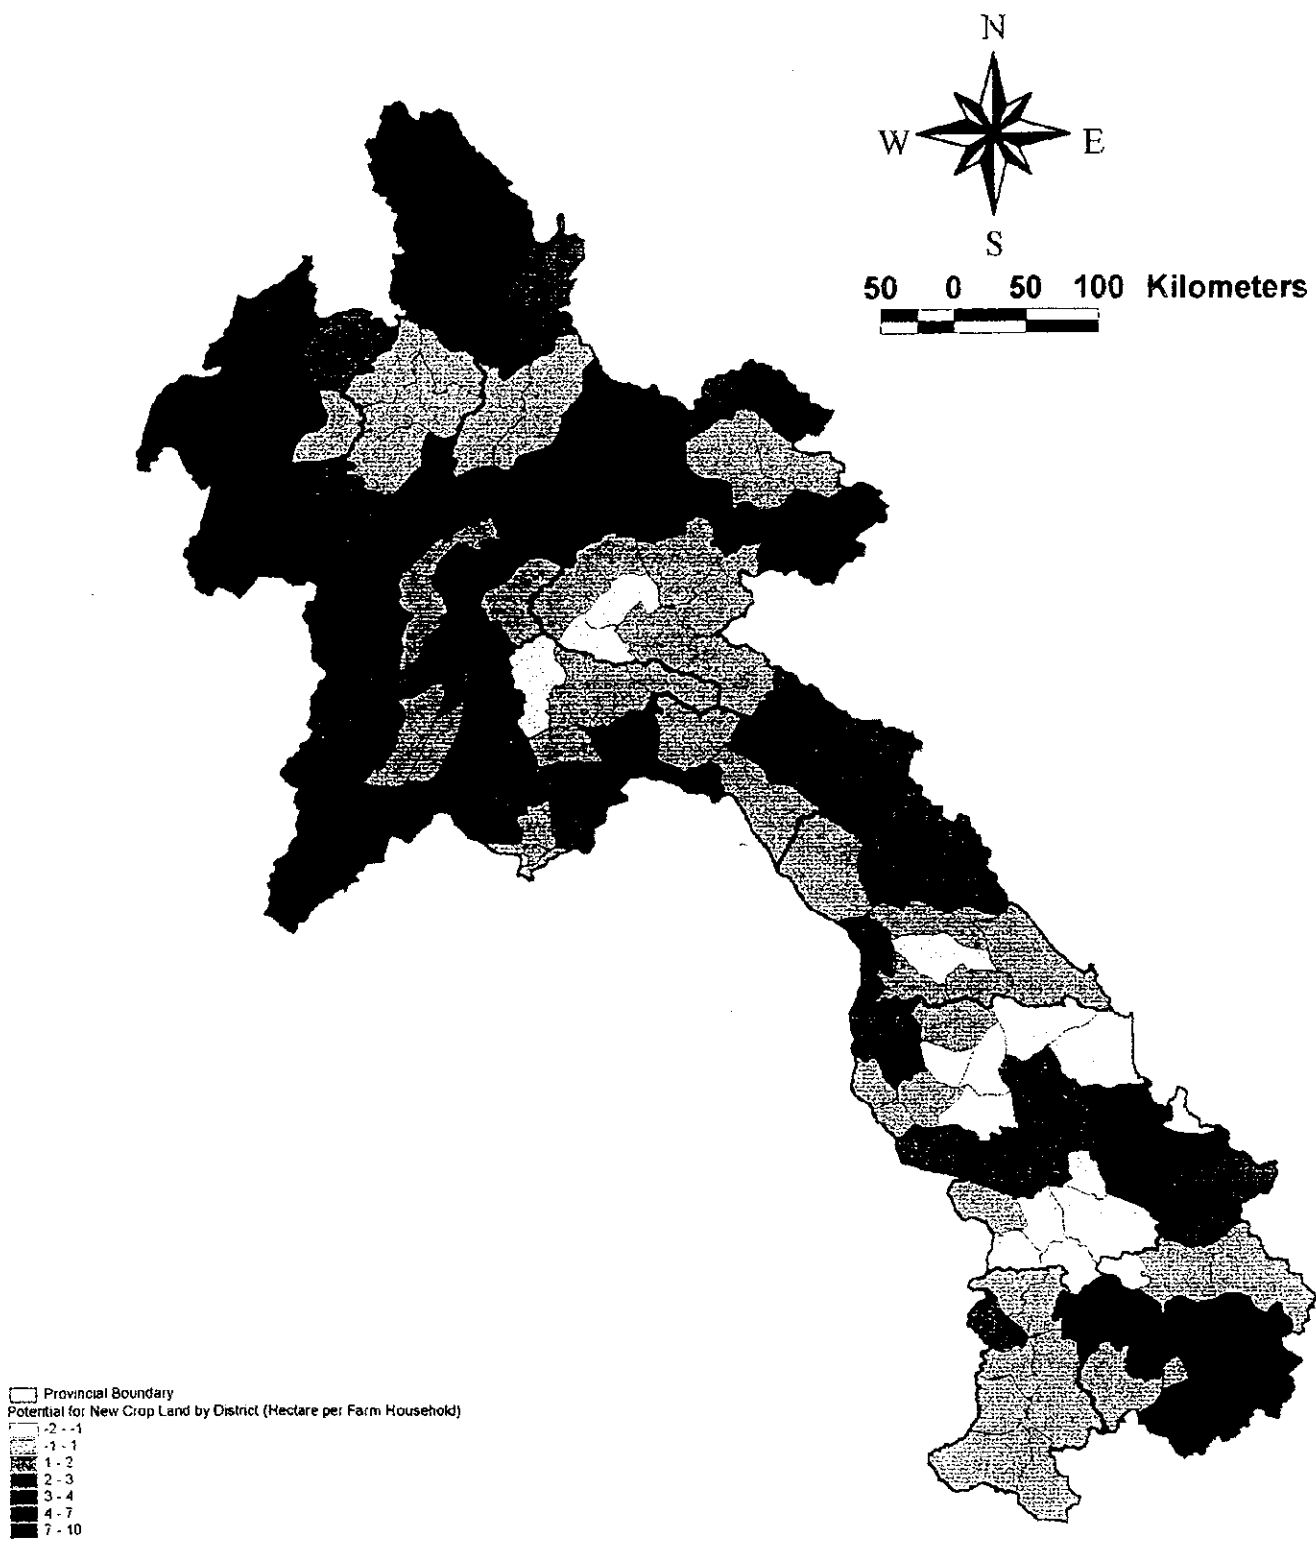 N
W E
S
50 0 50 100 Kilometers
Provincial Boundary
Potential for New Crop Land by District (Hectare per Farm Household)
-2 - -1
-1 - 1
1 - 2
2 - 3
3 - 4
4 - 7
7 - 10